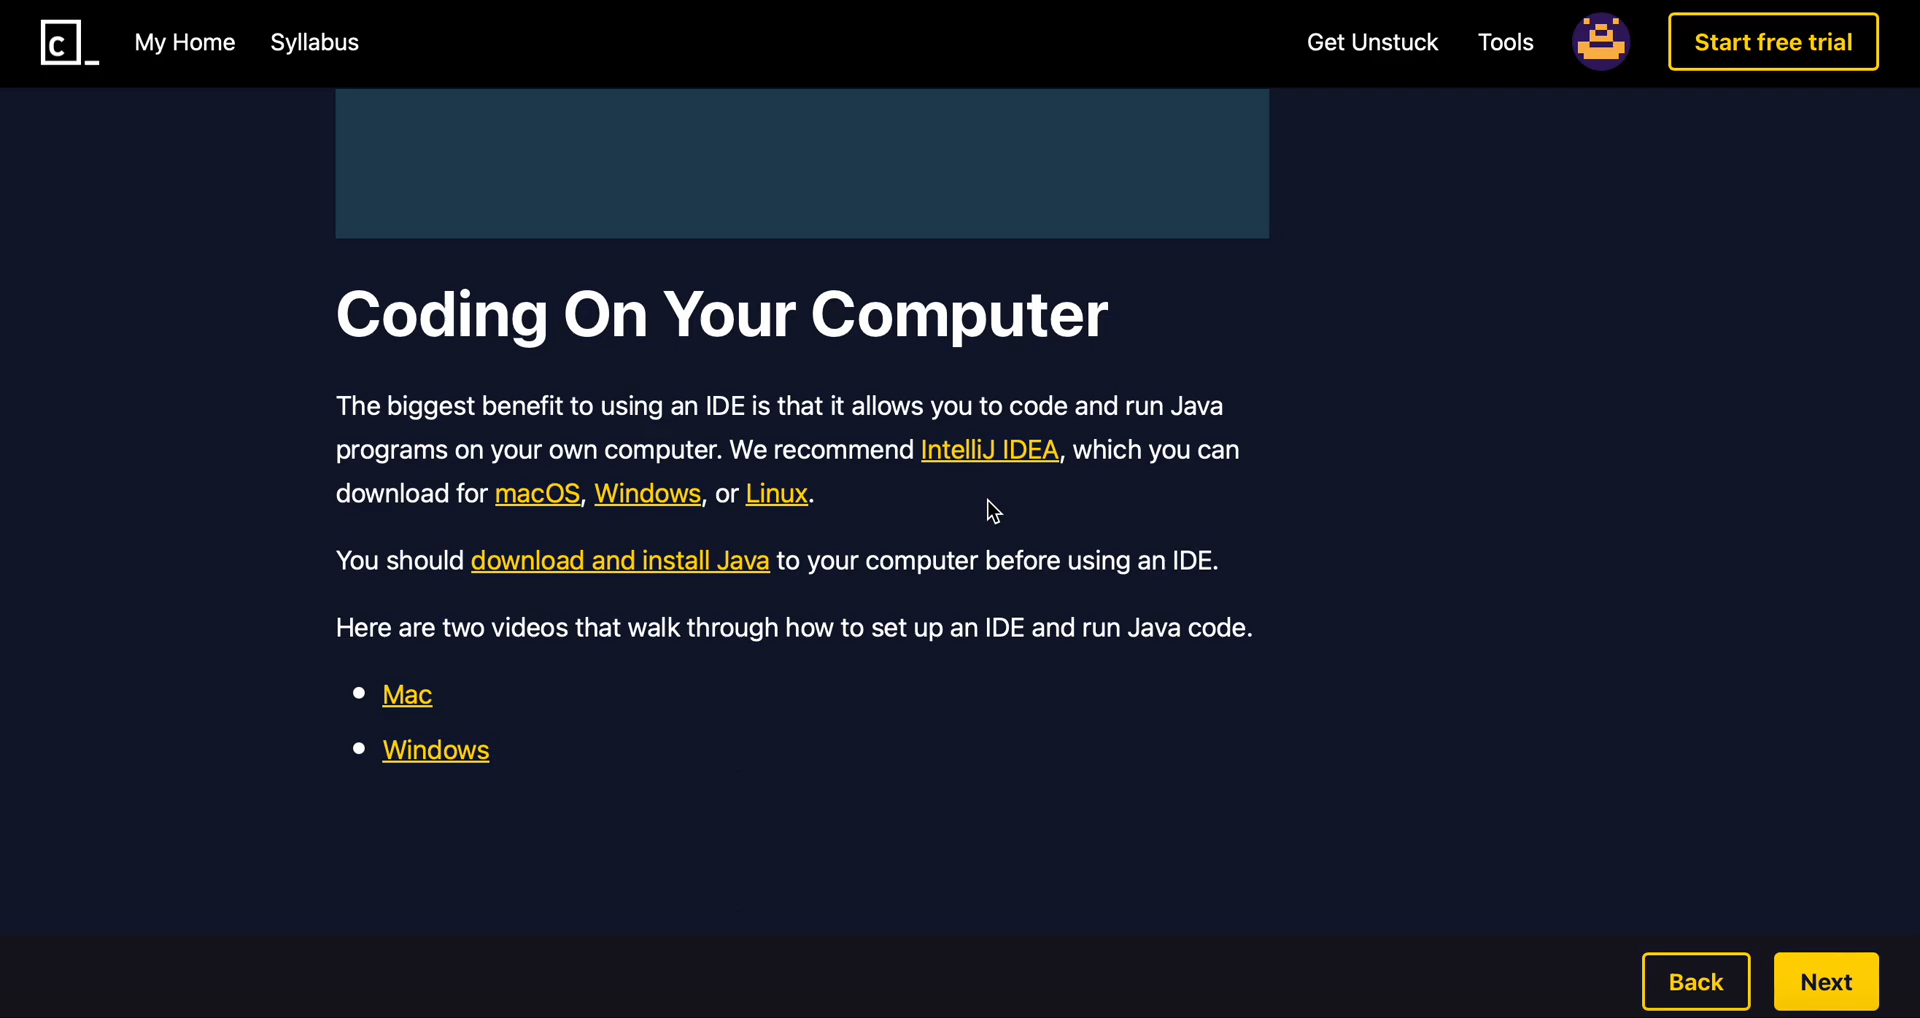 c_ My Home Syllabus Get Unstuck Tools Start free trial
Coding On Your Computer
The biggest benefit to using an IDE is that it allows you to code and run Java
programs on your own computer. We recommend IntelliJ IDEA, which you can
download for macOS, Windows, or Linux.
You should download and install Java to your computer before using an IDE.
Here are two videos that walk through how to set up an IDE and run Java code.
• Mac
• Windows
Back Next